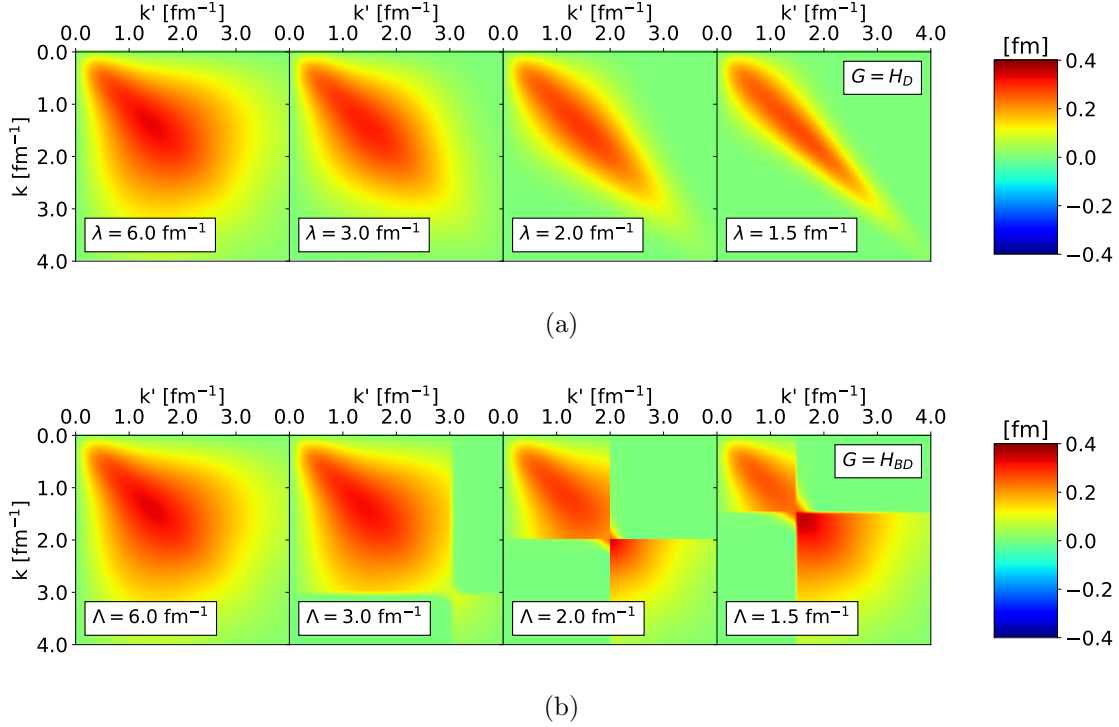 k' [fm⁻¹] k' [fm⁻¹] k' [fm⁻¹] k' [fm⁻¹]
0.0 1.0 2.0 3.0 0.0 1.0 2.0 3.0 0.0 1.0 2.0 3.0 0.0 1.0 2.0 3.0 4.0
[fm]
0.0
1.0
2.0
3.0
4.0
k [fm⁻¹]
G = H_D
λ = 6.0 fm⁻¹
λ = 3.0 fm⁻¹
λ = 2.0 fm⁻¹
λ = 1.5 fm⁻¹
0.4
0.2
0.0
−0.2
−0.4
(a)
k' [fm⁻¹] k' [fm⁻¹] k' [fm⁻¹] k' [fm⁻¹]
0.0 1.0 2.0 3.0 0.0 1.0 2.0 3.0 0.0 1.0 2.0 3.0 0.0 1.0 2.0 3.0 4.0
[fm]
0.0
1.0
2.0
3.0
4.0
k [fm⁻¹]
G = H_BD
Λ = 6.0 fm⁻¹
Λ = 3.0 fm⁻¹
Λ = 2.0 fm⁻¹
Λ = 1.5 fm⁻¹
0.4
0.2
0.0
−0.2
−0.4
(b)